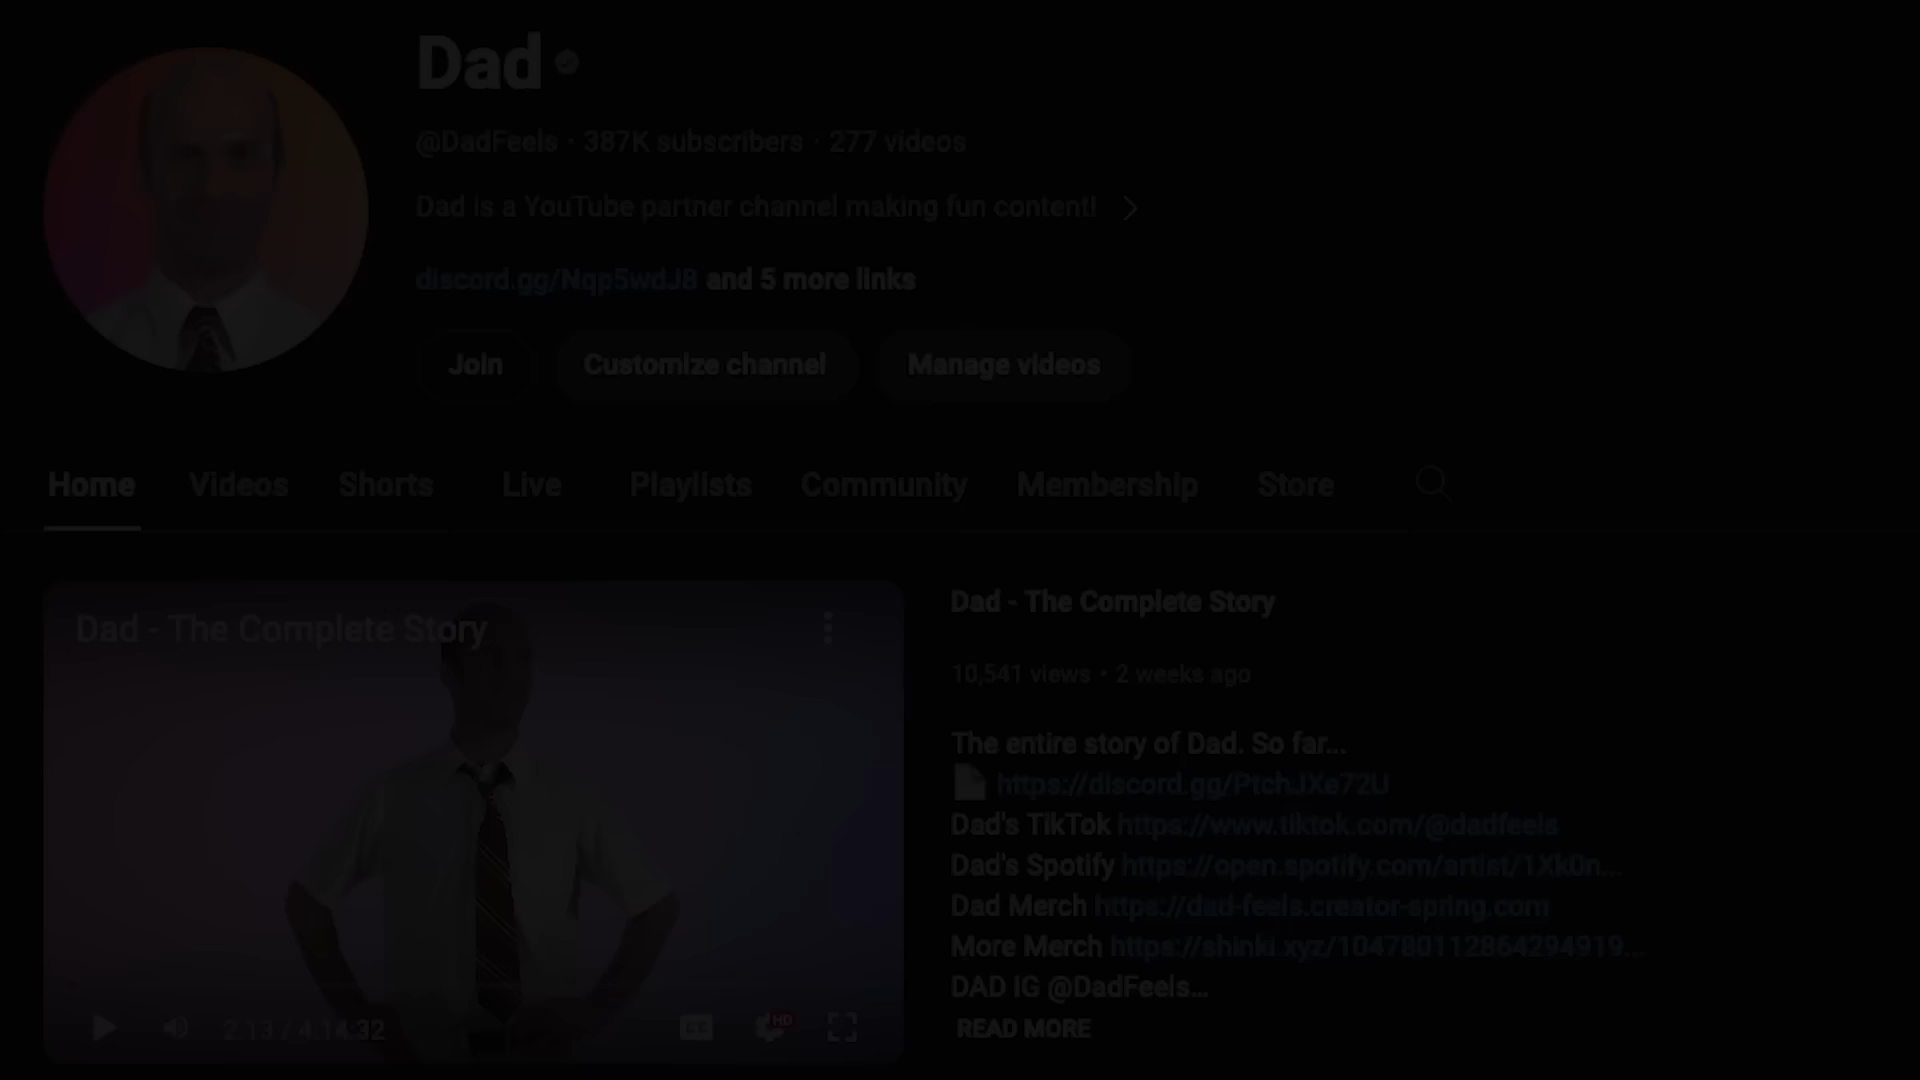 Dad
@DadFeels · 387K subscribers · 277 videos
Dad is a YouTube partner channel making fun content!
discord.gg/Nqp5wdJ8 and 5 more links
Join Customize channel Manage videos
Home Videos Shorts Live Playlists Community Membership Store
Dad - The Complete Story
2:13 / 4:14:32
CC
HD
Dad - The Complete Story
10,541 views · 2 weeks ago
The entire story of Dad. So far...
https://discord.gg/PtchJXe72U
Dad's TikTok https://www.tiktok.com/@dadfeels
Dad's Spotify https://open.spotify.com/artist/1Xk0n...
Dad Merch https://dad-feels.creator-spring.com
More Merch https://shinki.xyz/104780112864294919...
DAD IG @DadFeels...
READ MORE